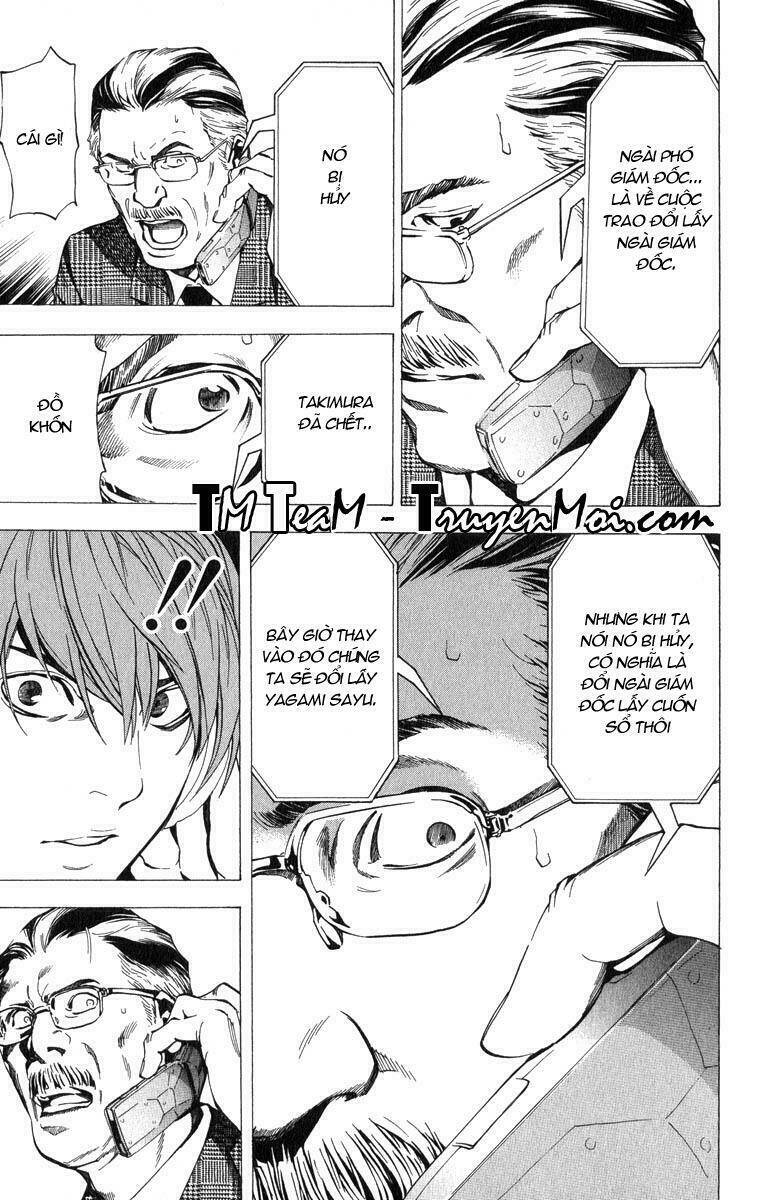 NGÀI PHÓ
GIÁM ĐỐC...
LÀ VỀ CUỘC
TRAO ĐỔI LẤY
NGÀI GIÁM
ĐỐC.
NÓ
BỊ
HỦY
CÁI GÌ!
TAKIMURA
ĐÃ CHẾT..
ĐỒ
KHỐN
TM TeaM - TruyenMoi.com
NHƯNG KHI TA
NÓI NÓ BỊ HỦY,
CÓ NGHĨA LÀ
ĐỔI NGÀI GIÁM
ĐỐC LẤY CUỐN
SỔ THÔI
BÂY GIỜ THAY
VÀO ĐÓ CHÚNG
TA SẼ ĐỔI LẤY
YAGAMI SAYU.
!!